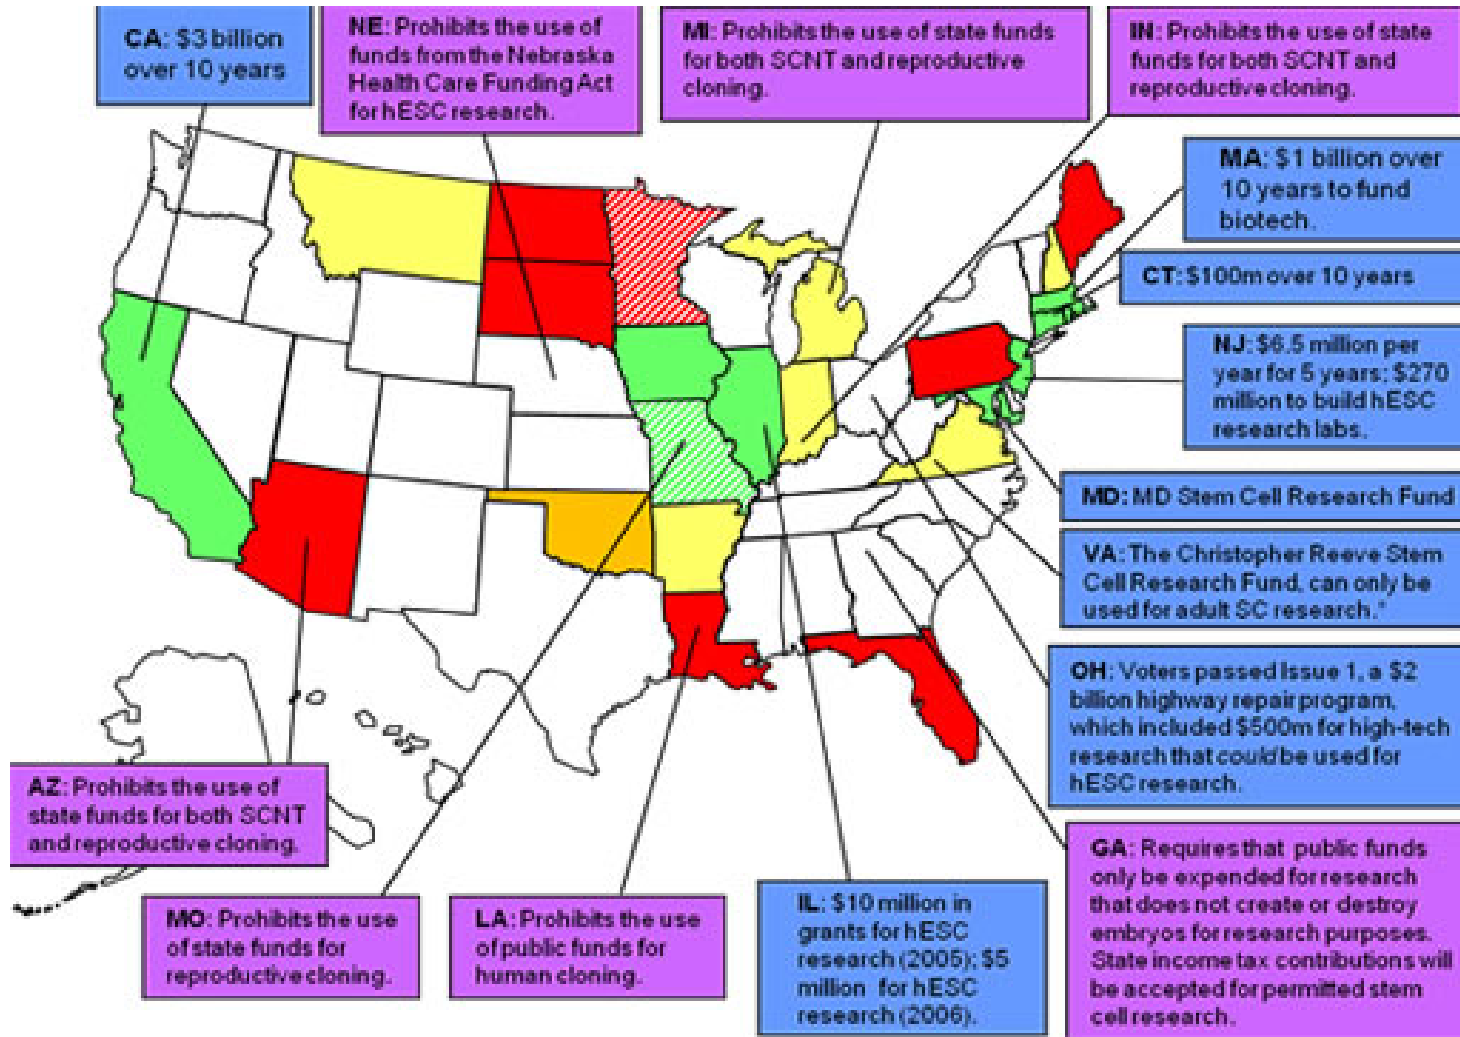 CA: $3 billion
over 10 years
NE: Prohibits the use of
funds from the Nebraska
Health Care Funding Act
for hESC research.
MI: Prohibits the use of state funds
for both SCNT and reproductive
cloning.
IN: Prohibits the use of state
funds for both SCNT and
reproductive cloning.
MA: $1 billion over
10 years to fund
biotech.
CT: $100m over 10 years
NJ: $6.5 million per
year for 5 years; $270
million to build hESC
research labs.
MD: MD Stem Cell Research Fund
VA: The Christopher Reeve Stem
Cell Research Fund, can only be
used for adult SC research.*
OH: Voters passed Issue 1, a $2
billion highway repair program,
which included $500m for high-tech
research that could be used for
hESC research.
AZ: Prohibits the use of
state funds for both SCNT
and reproductive cloning.
MO: Prohibits the use
of state funds for
reproductive cloning.
LA: Prohibits the use
of public funds for
human cloning.
IL: $10 million in
grants for hESC
research (2005); $5
million for hESC
research (2006).
GA: Requires that public funds
only be expended for research
that does not create or destroy
embryos for research purposes.
State income tax contributions will
be accepted for permitted stem
cell research.